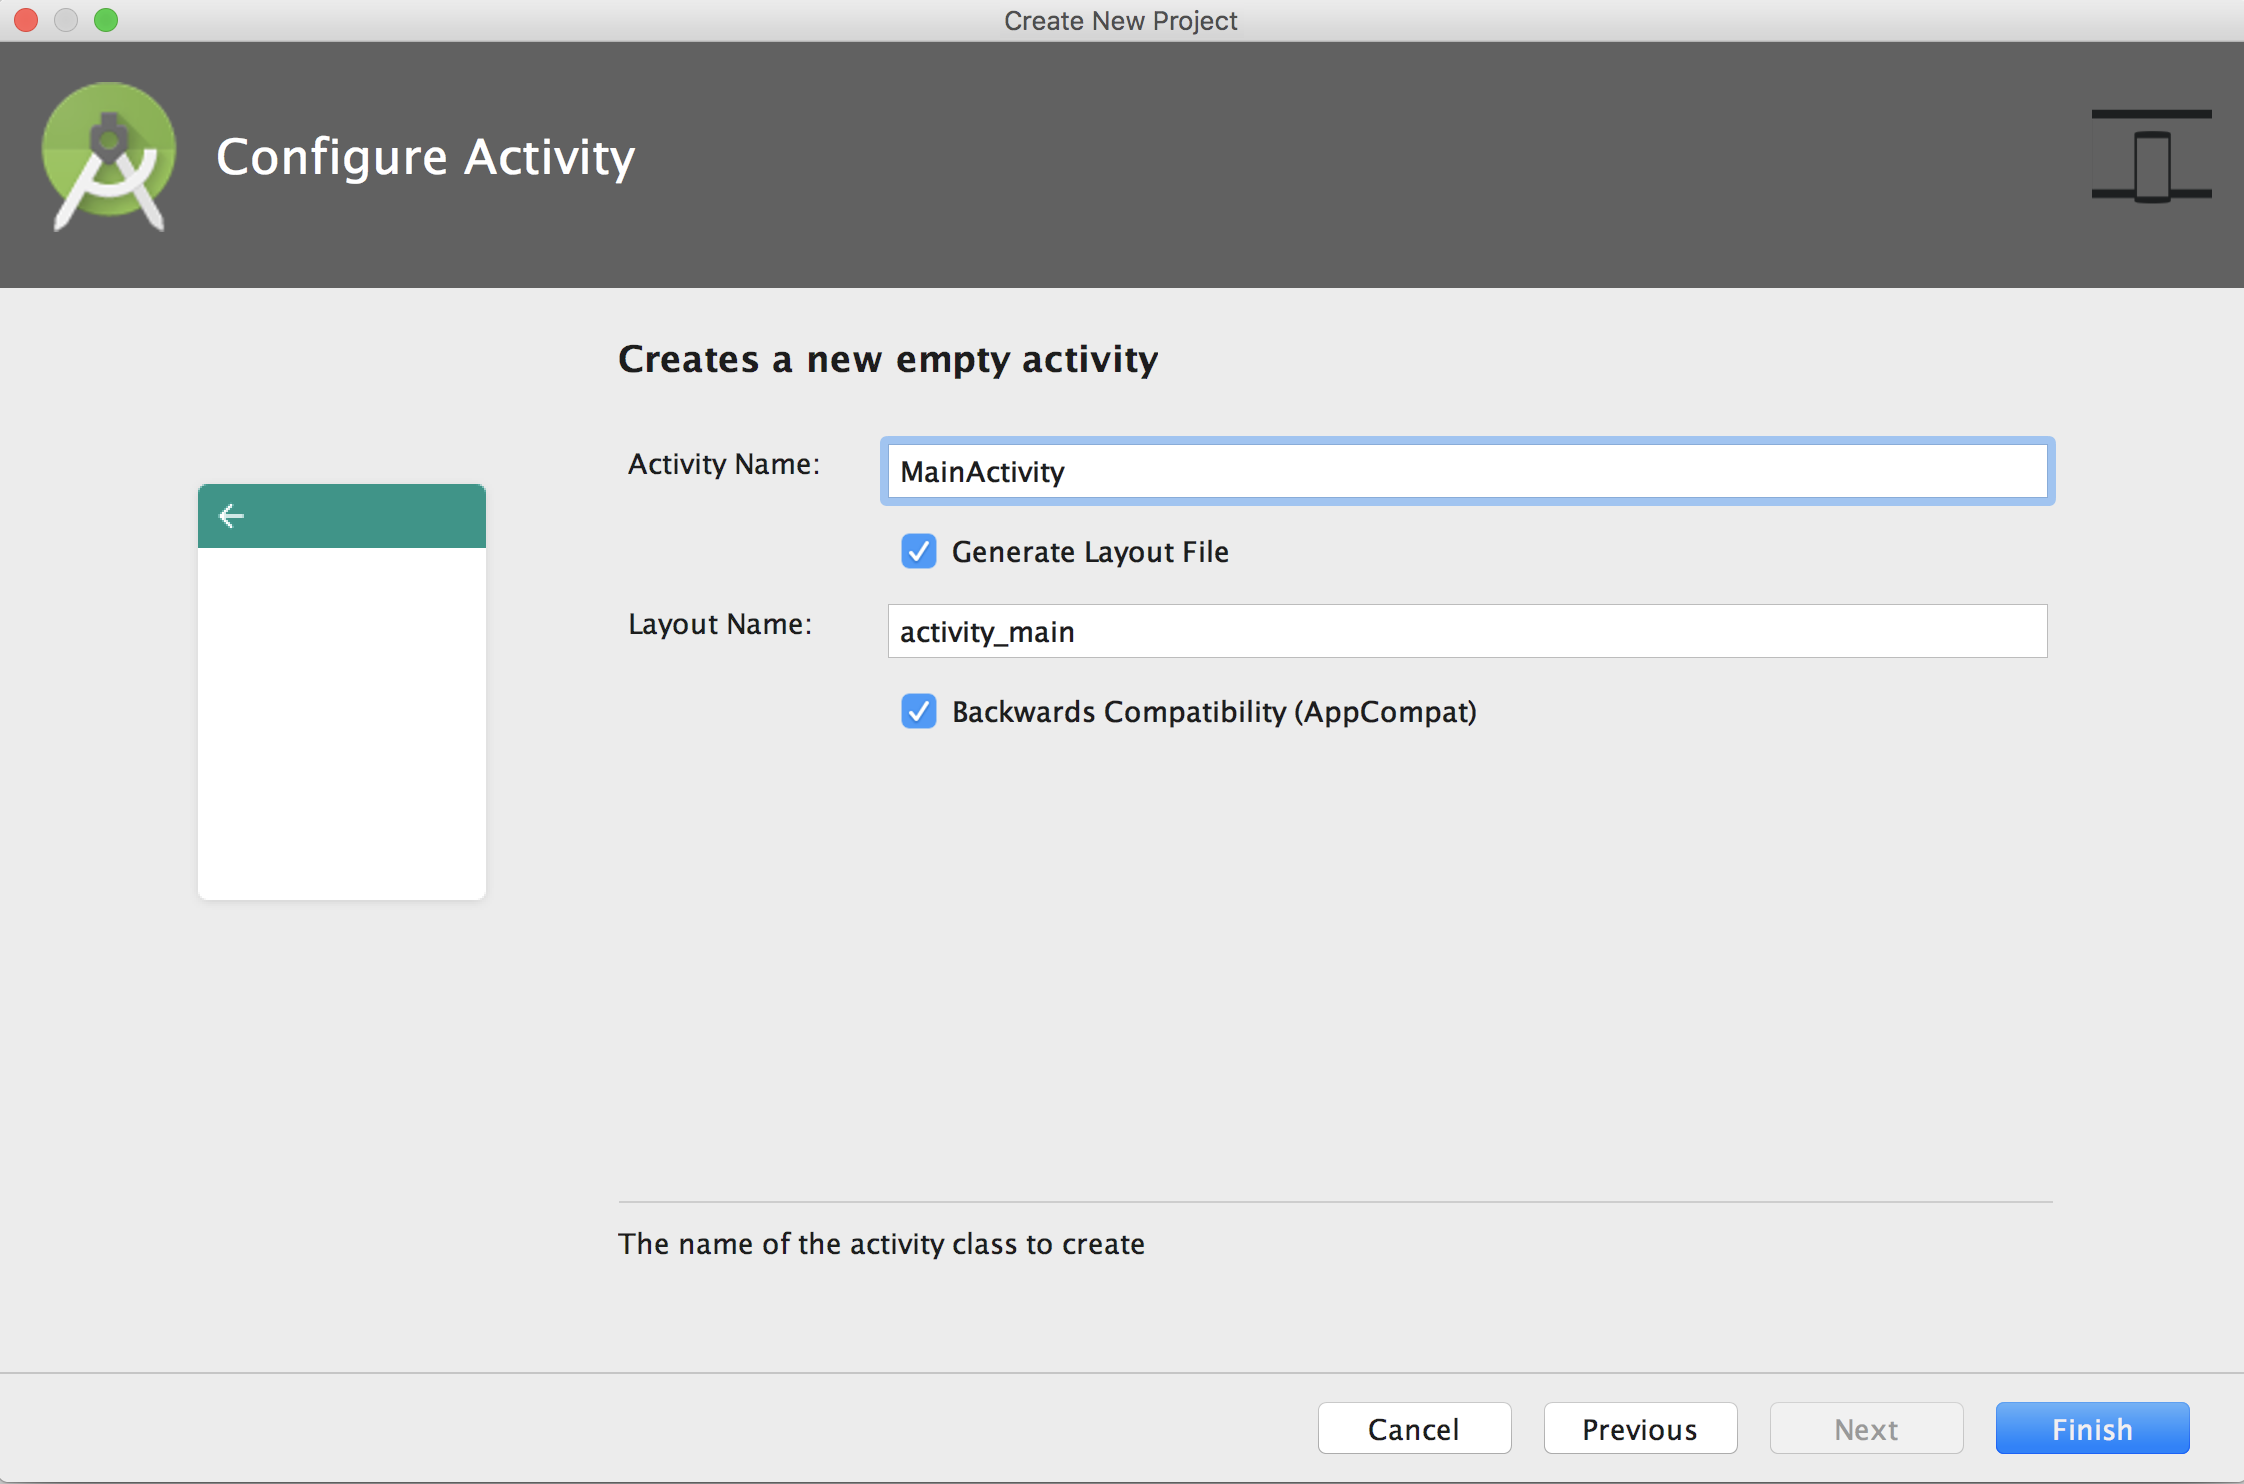 Create New Project
Configure Activity
Creates a new empty activity
Activity Name: MainActivity
Generate Layout File
Layout Name: activity_main
Backwards Compatibility (AppCompat)
The name of the activity class to create
Cancel Previous Next Finish